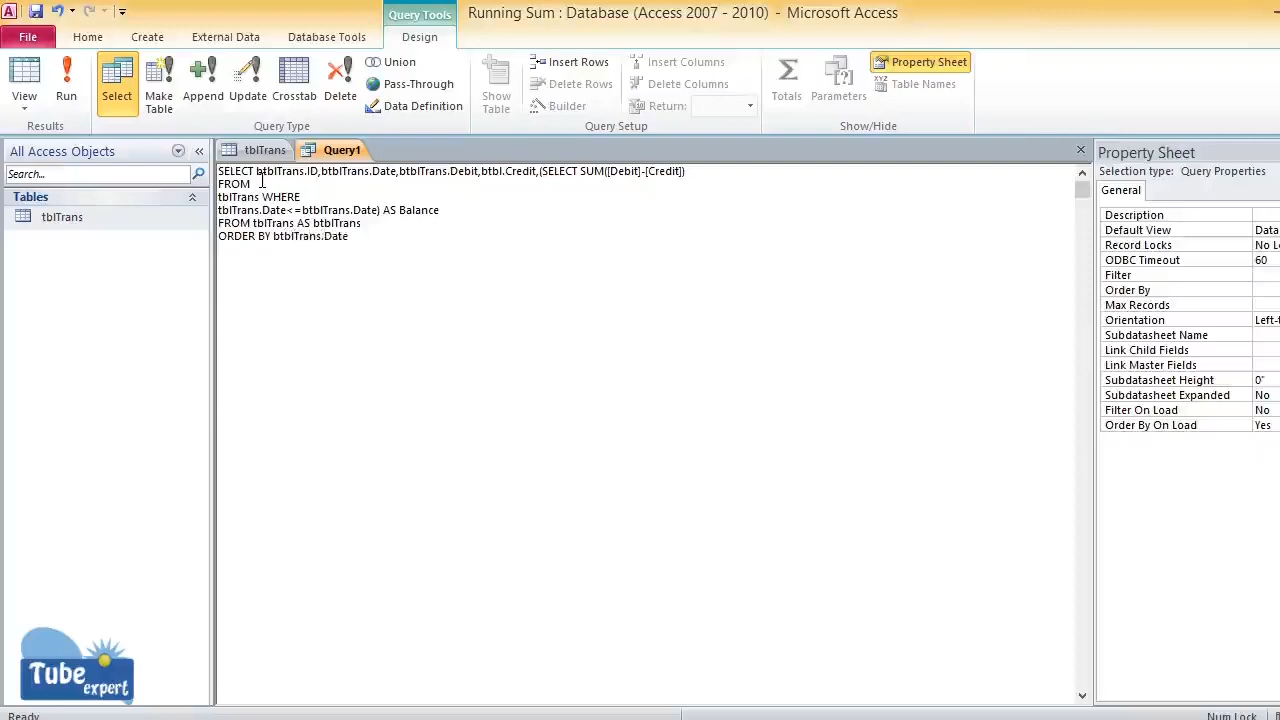 Query Tools
Running Sum : Database (Access 2007 - 2010) - Microsoft Access
File Home Create External Data Database Tools Design
View
Run
Select
Make Table
Append
Update
Crosstab
Delete
Union
Pass-Through
Data Definition
Show Table
Insert Rows
Delete Rows
Builder
Insert Columns
Delete Columns
Return:
Totals
Parameters
Property Sheet
Table Names
Results
Query Type
Query Setup
Show/Hide
All Access Objects
Search...
Tables
tblTrans
tblTrans
Query1
SELECT btblTrans.ID,btblTrans.Date,btblTrans.Debit,btbl.Credit,(SELECT SUM([Debit]-[Credit])
FROM
tblTrans WHERE
tblTrans.Date<=btblTrans.Date) AS Balance
FROM tblTrans AS btblTrans
ORDER BY btblTrans.Date
Property Sheet
Selection type: Query Properties
General
Description
Default View Data
Record Locks No L
ODBC Timeout 60
Filter
Order By
Max Records
Orientation Left-t
Subdatasheet Name
Link Child Fields
Link Master Fields
Subdatasheet Height 0"
Subdatasheet Expanded No
Filter On Load No
Order By On Load Yes
Tube
expert
Ready
Num Lock